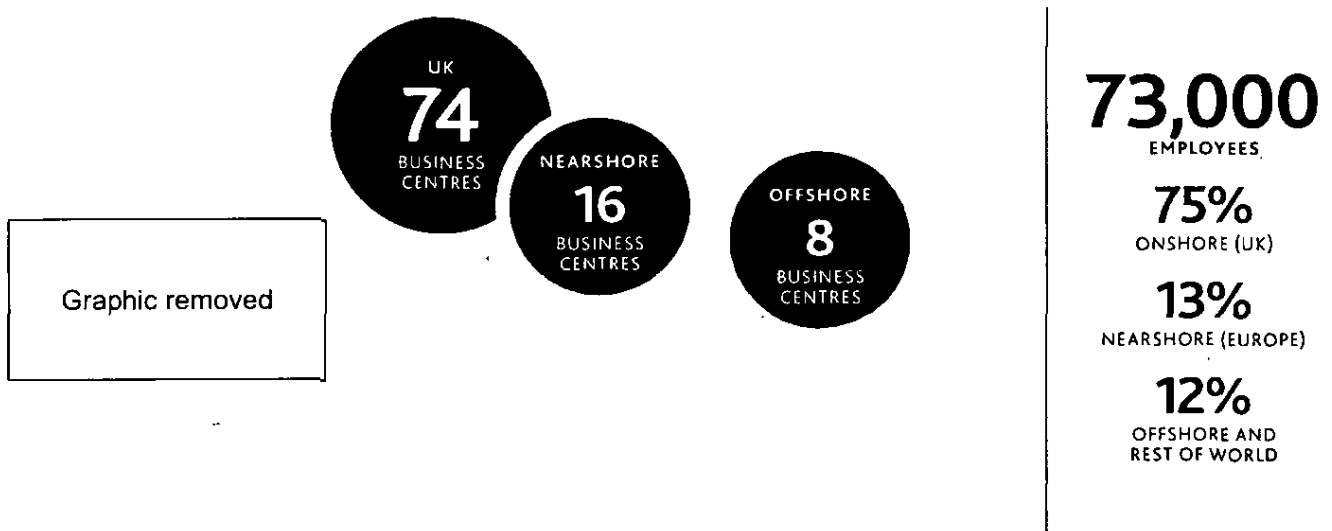 UK
74
BUSINESS
CENTRES
NEARSHORE
16
BUSINESS
CENTRES
OFFSHORE
8
BUSINESS
CENTRES
Graphic removed
73,000
EMPLOYEES
75%
ONSHORE (UK)
13%
NEARSHORE (EUROPE)
12%
OFFSHORE AND
REST OF WORLD